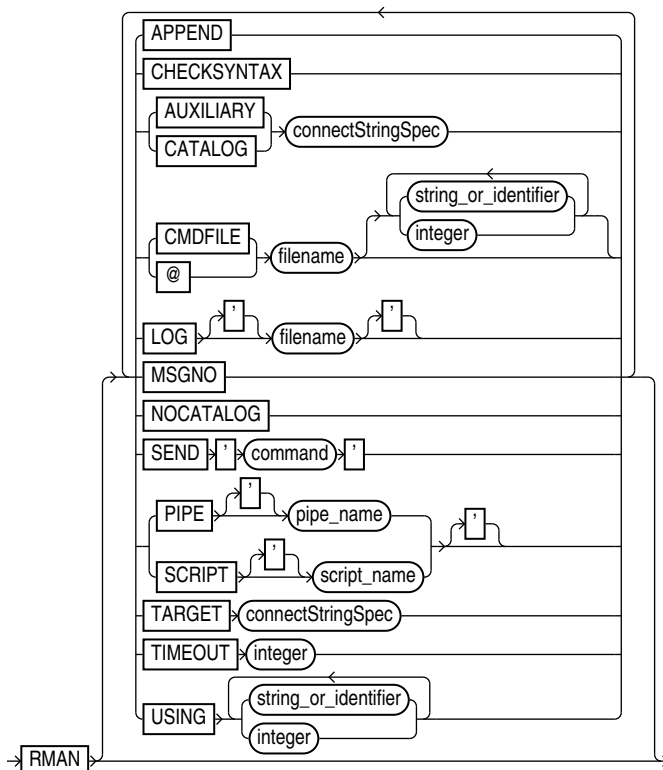 APPEND
CHECKSYNTAX
AUXILIARY
CATALOG
connectStringSpec
CMDFILE
@
filename
string_or_identifier
integer
LOG ' filename '
MSGNO
NOCATALOG
SEND ' command '
PIPE ' pipe_name
SCRIPT ' script_name
'
TARGET connectStringSpec
TIMEOUT integer
USING
string_or_identifier
integer
RMAN